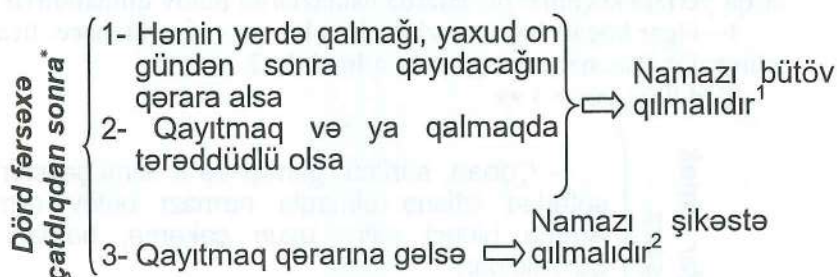 Dörd fərsəxə
çatdıqdan sonra*
1- Həmin yerdə qalmağı, yaxud on
gündən sonra qayıdacağını
qərara alsa
2- Qayıtmaq və ya qalmaqda
tərəddüdlü olsa
Namazı bütöv
qılmalıdır¹
3- Qayıtmaq qərarına gəlsə
Namazı şikəstə
qılmalıdır²